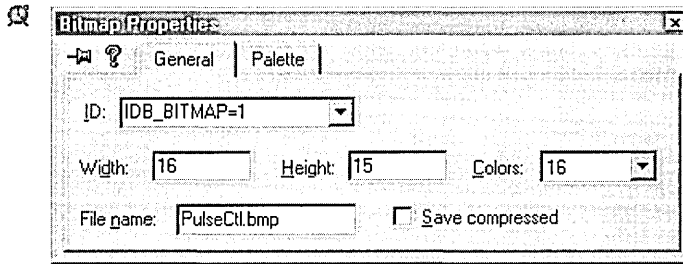 Bitmap Properties
General Palette
ID: IDB_BITMAP=1
Width: 16 Height: 15 Colors: 16
File name: PulseCtl.bmp Save compressed